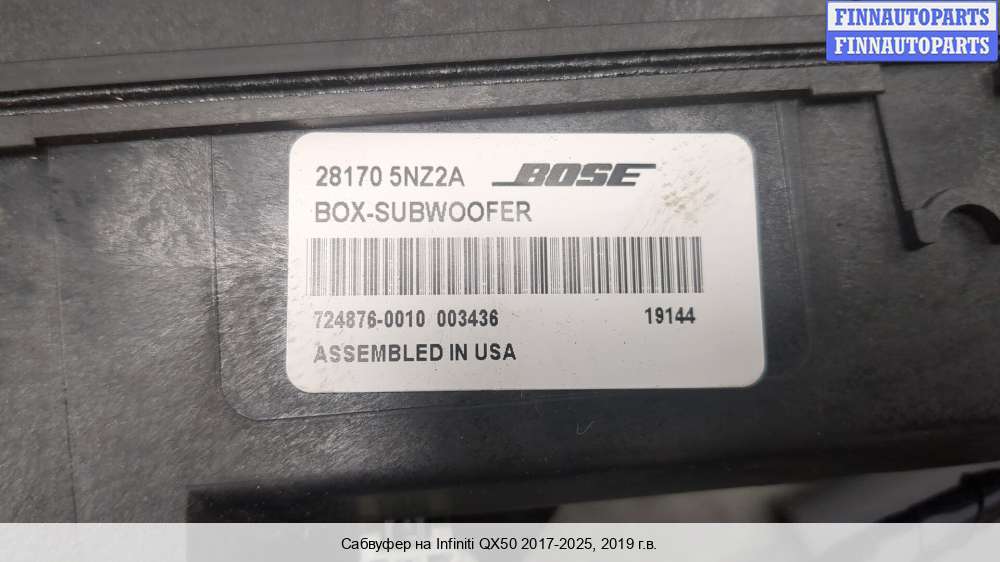 FINNAUTOPARTS
FINNAUTOPARTS
28170 5NZ2A BOSE
BOX-SUBWOOFER
724876-0010 003436 19144
ASSEMBLED IN USA
Сабвуфер на Infiniti QX50 2017-2025, 2019 г.в.